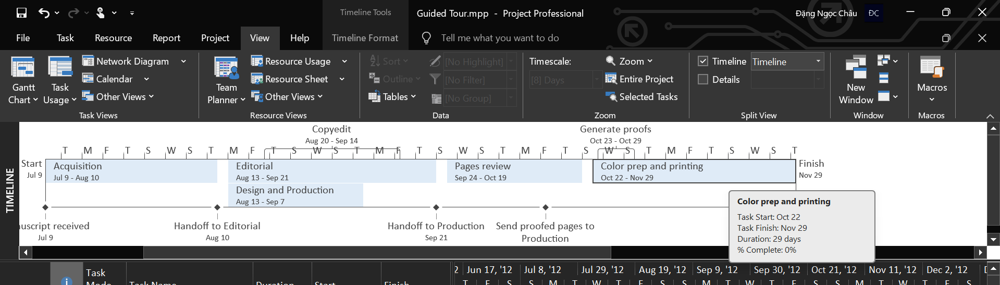 Timeline Tools
Guided Tour.mpp - Project Professional
Đặng Ngọc Châu
ĐC
File Task Resource Report Project View Help Timeline Format Tell me what you want to do
Gantt Chart
Task Usage
Network Diagram
Calendar
Other Views
Task Views
Team Planner
Resource Usage
Resource Sheet
Other Views
Resource Views
Sort
Outline
Tables
[No Highlight]
[No Filter]
[No Group]
Data
Timescale:
[8] Days
Zoom
Entire Project
Selected Tasks
Zoom
Timeline Timeline
Details
Split View
New Window
Window
Macros
Macros
TIMELINE
Copyedit
Aug 20 - Sep 14
Generate proofs
Oct 23 - Oct 29
T M F T S W S T M F T S W S T M F T S W S T M F T S W S T M F T S W S T
Start
Jul 9
Acquisition
Jul 9 - Aug 10
Editorial
Aug 13 - Sep 21
Design and Production
Aug 13 - Sep 7
Pages review
Sep 24 - Oct 19
Color prep and printing
Oct 22 - Nov 29
Finish
Nov 29
uscript received
Jul 9
Handoff to Editorial
Aug 10
Handoff to Production
Sep 21
Send proofed pages to
Production
Color prep and printing
Task Start: Oct 22
Task Finish: Nov 29
Duration: 29 days
% Complete: 0%
Task
Mode Task Name Duration Start Finish
2 Jun 17, '12 Jul 8, '12 Jul 29, '12 Aug 19, '12 Sep 9, '12 Sep 30, '12 Oct 21, '12 Nov 11, '12 Dec 2, '12
T F S S M T W T F S S M T W T F S S M T W T F S